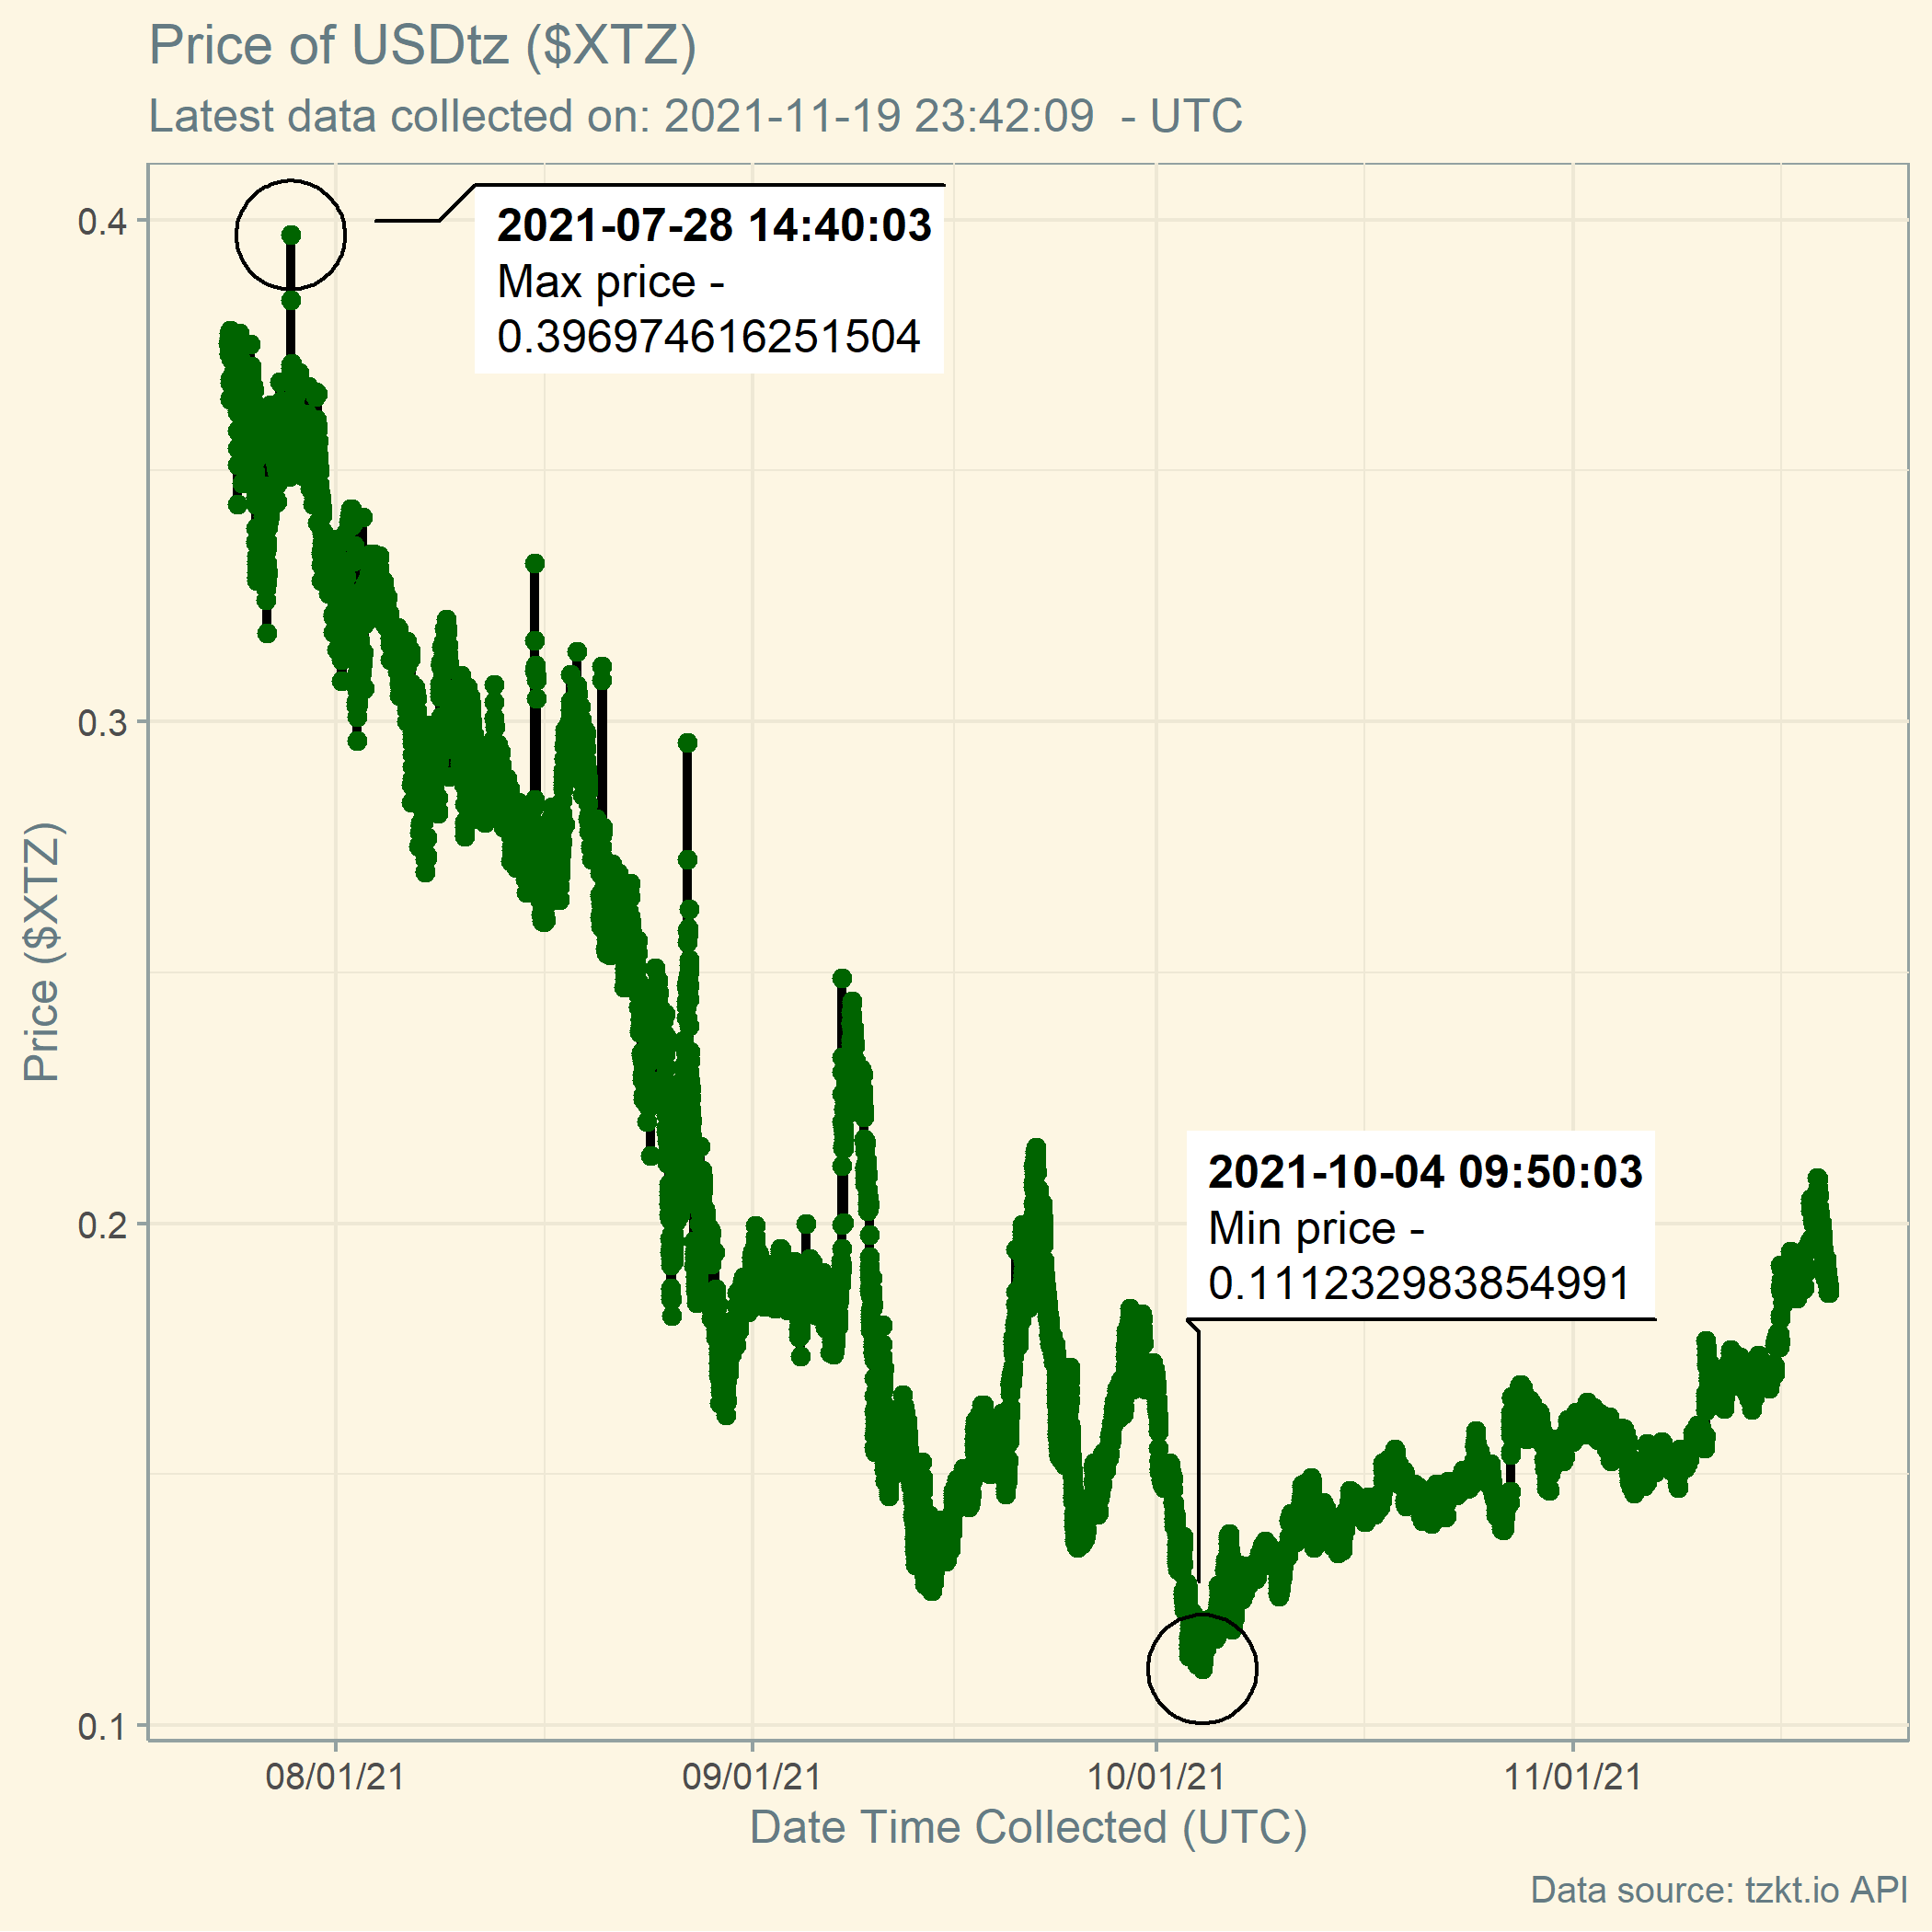 Price of USDtz ($XTZ)
Latest data collected on: 2021-11-19 23:42:09  - UTC
0.4
0.3
0.2
0.1
Price ($XTZ)
2021-07-28 14:40:03
Max price -
0.396974616251504
2021-10-04 09:50:03
Min price -
0.111232983854991
08/01/21
09/01/21
10/01/21
11/01/21
Date Time Collected (UTC)
Data source: tzkt.io API